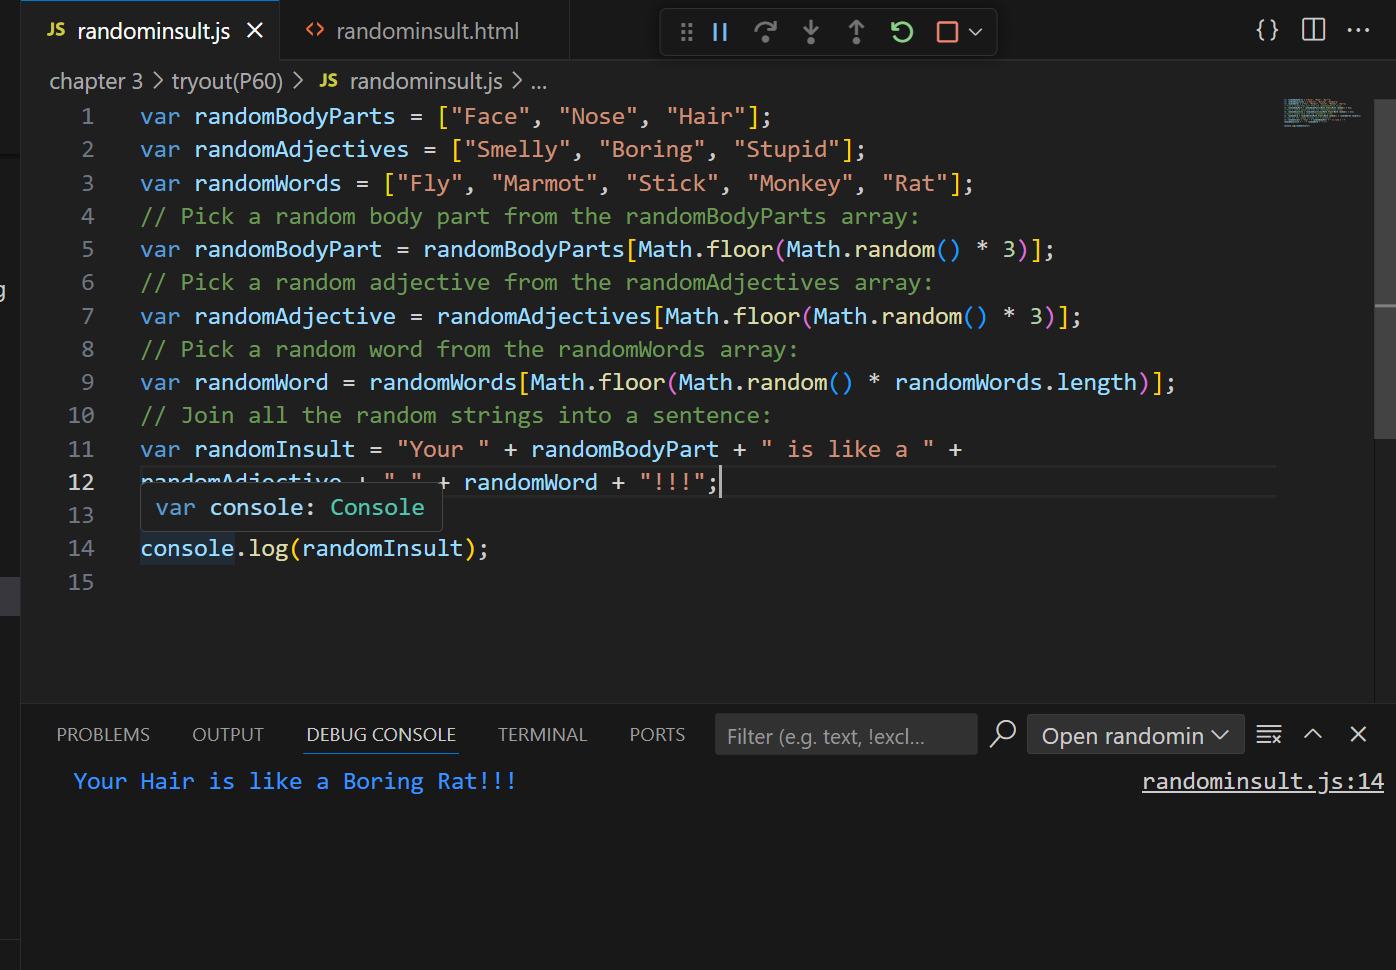 JS randominsult.js
<> randominsult.html
chapter 3 > tryout(P60) > JS randominsult.js > ...
1 var randomBodyParts = ["Face", "Nose", "Hair"];
2 var randomAdjectives = ["Smelly", "Boring", "Stupid"];
3 var randomWords = ["Fly", "Marmot", "Stick", "Monkey", "Rat"];
4 // Pick a random body part from the randomBodyParts array:
5 var randomBodyPart = randomBodyParts[Math.floor(Math.random() * 3)];
6 // Pick a random adjective from the randomAdjectives array:
7 var randomAdjective = randomAdjectives[Math.floor(Math.random() * 3)];
8 // Pick a random word from the randomWords array:
9 var randomWord = randomWords[Math.floor(Math.random() * randomWords.length)];
10 // Join all the random strings into a sentence:
11 var randomInsult = "Your " + randomBodyPart + " is like a " +
12 randomAdjective + " " + randomWord + "!!!";
13
var console: Console
14 console.log(randomInsult);
15
PROBLEMS OUTPUT DEBUG CONSOLE TERMINAL PORTS Filter (e.g. text, !excl... Open randomin
Your Hair is like a Boring Rat!!! randominsult.js:14